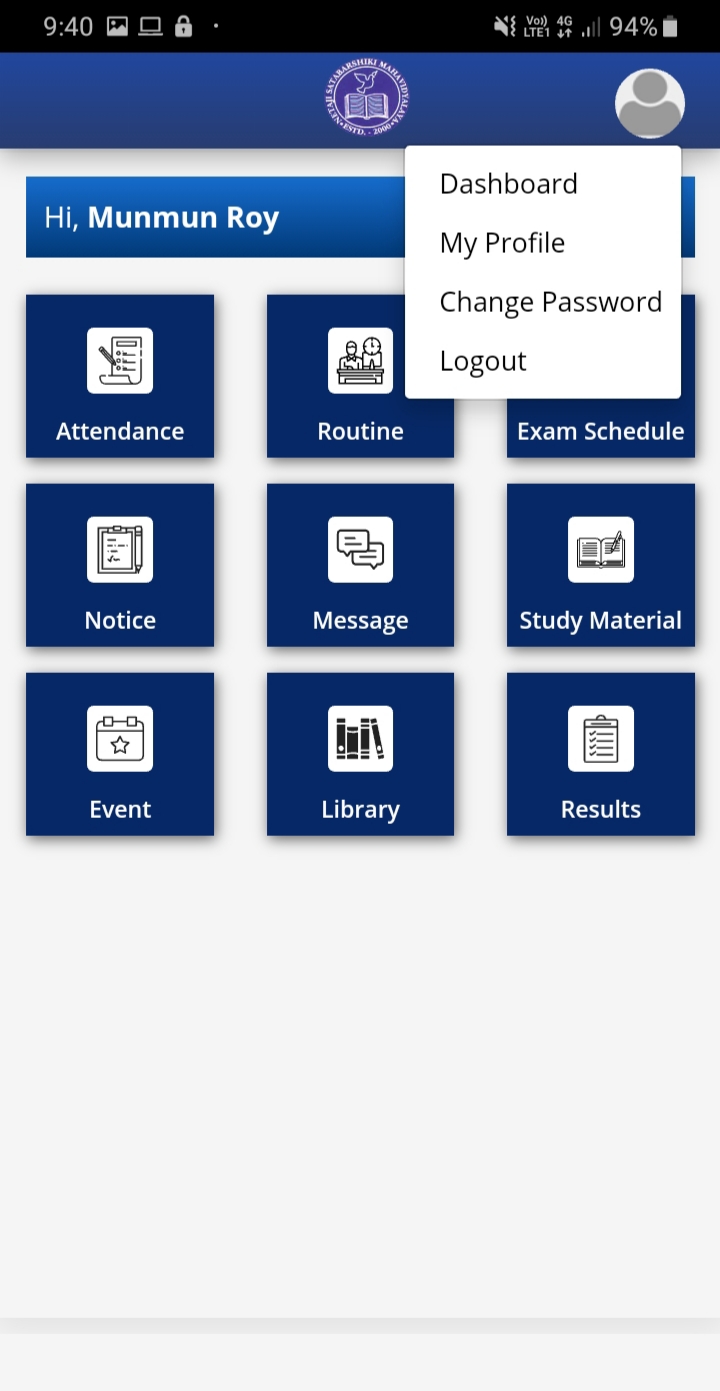 9:40
Vo)) 4G
LTE1
94%
NETAJI SATABARSHIKI MAHAVIDYALAYA
ESTD. - 2000
Dashboard
My Profile
Change Password
Logout
Hi, Munmun Roy
Attendance
Routine
Exam Schedule
Notice
Message
Study Material
Event
Library
Results